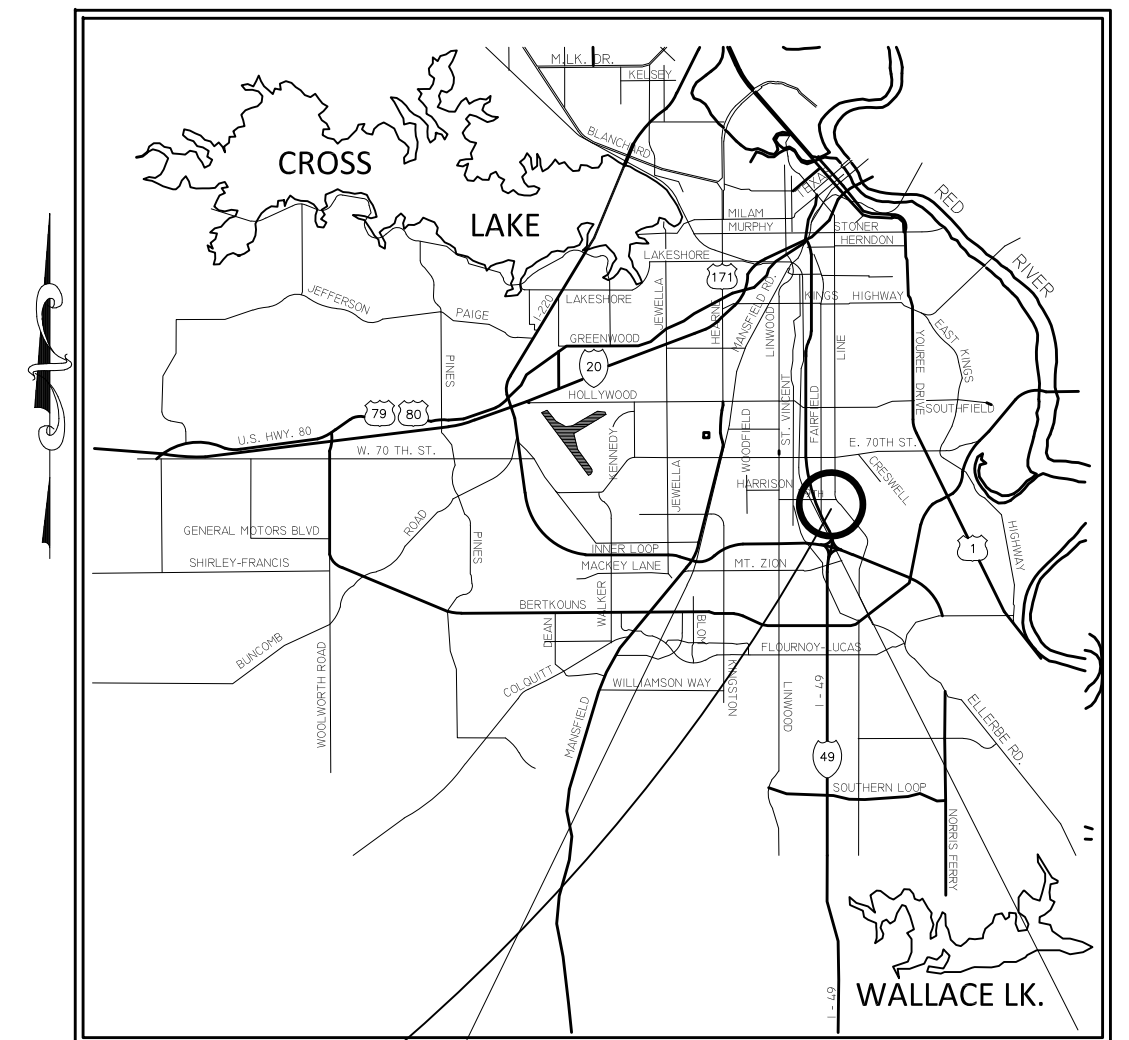 M.LK. DR.
KELSEY
BLANCHARD
CROSS
LAKE
TEXAS
RED
RIVER
MILAM
MURPHY
STONER
HERNDON
LAKESHORE
171
JEFFERSON
PAIGE
I-220
LAKESHORE
JEWELLA
HEARNE
MANSFIELD RD.
LINWOOD
KINGS HIGHWAY
LINE
EAST KINGS
GREENWOOD
20
PINES
HOLLYWOOD
YOUREE DRIVE
SOUTHFIELD
79
80
U.S. HWY. 80
W. 70 TH. ST.
KENNEDY
WOODFIELD
ST. VINCENT
FAIRFIELD
E. 70TH ST.
JEWELLA
HARRISON
TH
CRESWELL
GENERAL MOTORS BLVD
ROAD
PINES
INNER LOOP
1
HIGHWAY
SHIRLEY-FRANCIS
MACKEY LANE
MT. ZION
BERTKOUNS
WALKER
DEAN
BLOM
FLOURNOY-LUCAS
BUNCOMB
WOOLWORTH ROAD
COLQUITT
WILLIAMSON WAY
KINGSTON
LINWOOD
I - 49
MANSFIELD
ELLERBE RD.
49
SOUTHERN LOOP
NORRIS FERRY
I - 49
WALLACE LK.